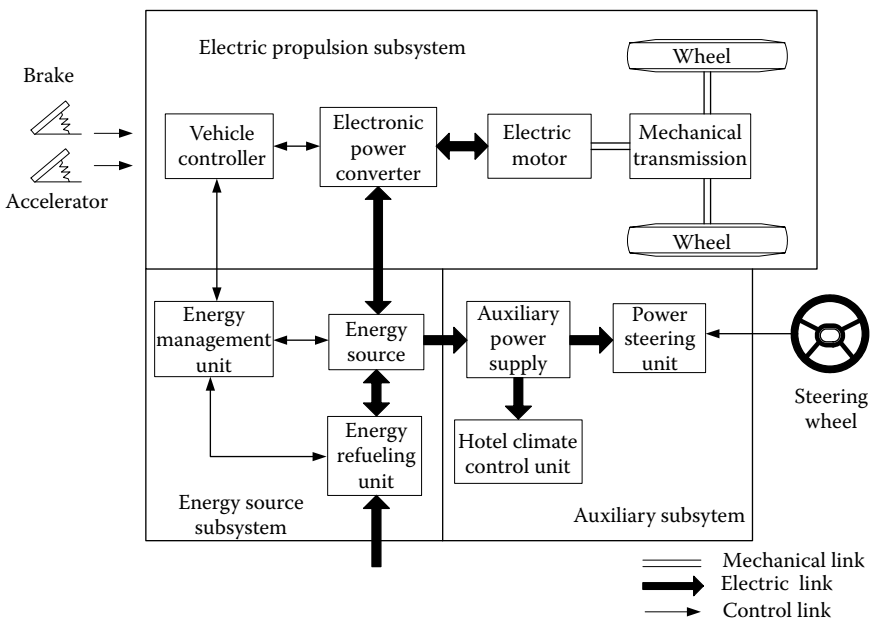 Electric propulsion subsystem
Brake
Accelerator
Vehicle
controller
Electronic
power
converter
Electric
motor
Mechanical
transmission
Wheel
Wheel
Energy
management
unit
Energy
source
Energy
refueling
unit
Energy source
subsystem
Auxiliary
power
supply
Power
steering
unit
Hotel climate
control unit
Auxiliary subsytem
Steering
wheel
Mechanical link
Electric link
Control link